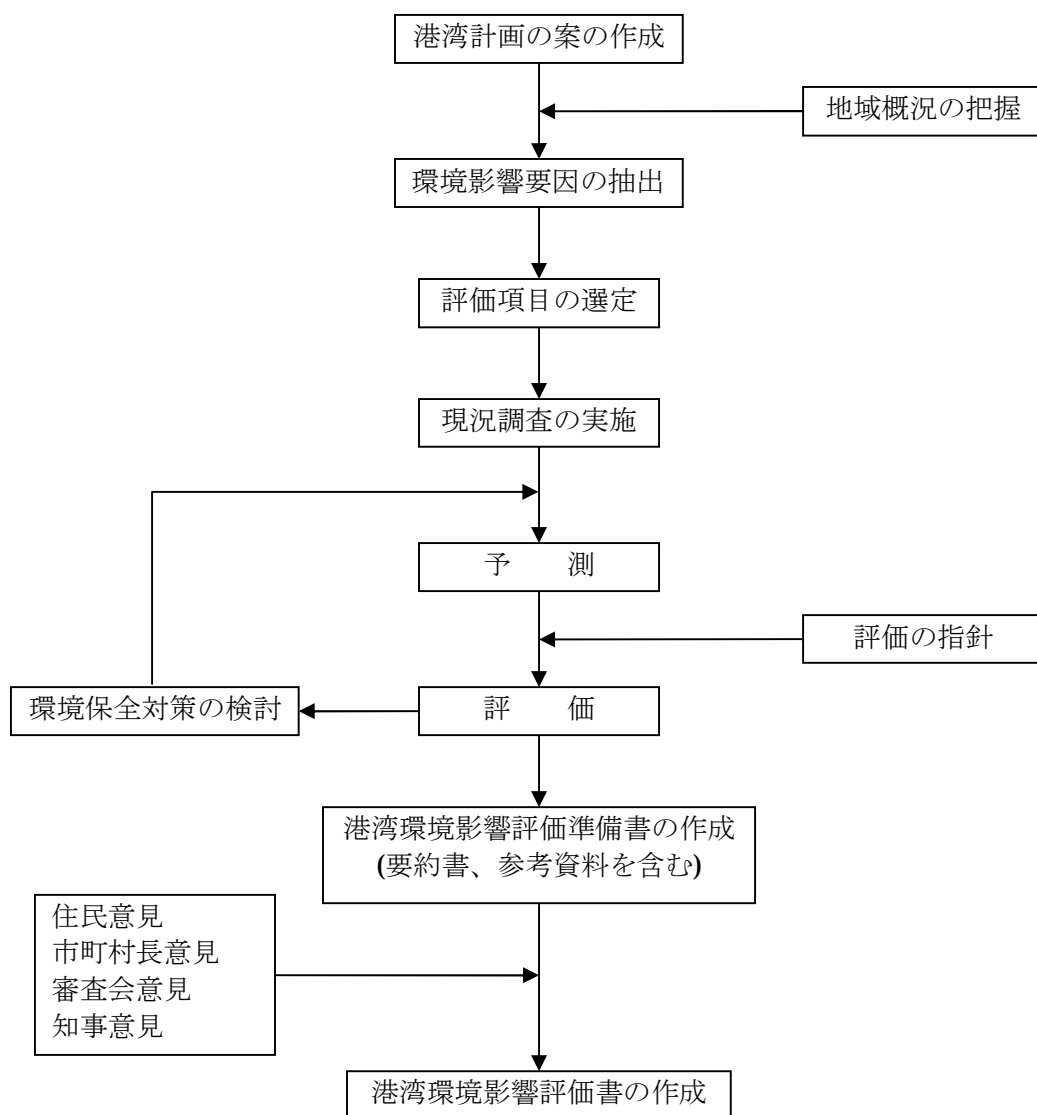 港湾計画の案の作成
地域概況の把握
環境影響要因の抽出
評価項目の選定
現況調査の実施
予　　測
評価の指針
環境保全対策の検討
評　　価
港湾環境影響評価準備書の作成
(要約書、参考資料を含む)
住民意見
市町村長意見
審査会意見
知事意見
港湾環境影響評価書の作成